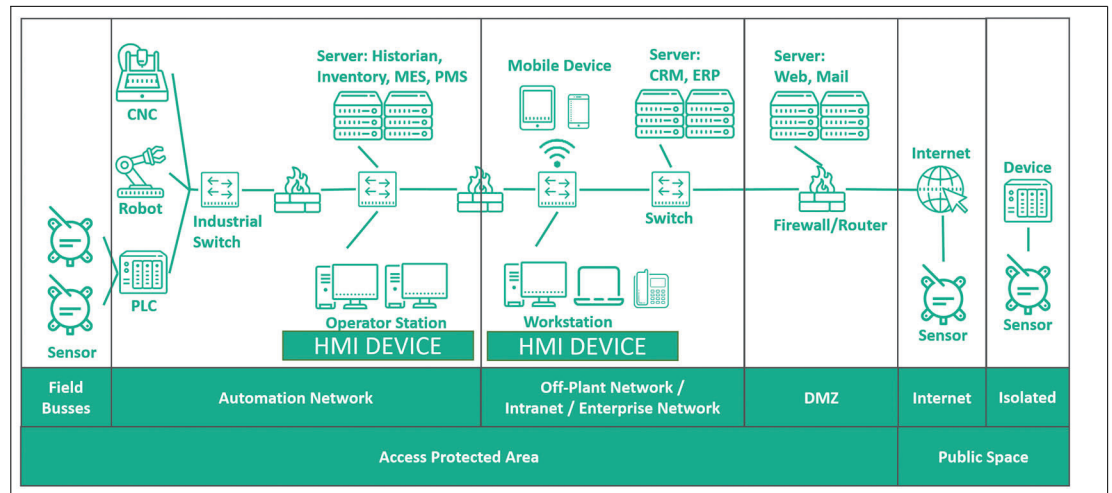 CNC
Robot
PLC
Sensor
Industrial
Switch
Server: Historian,
Inventory, MES, PMS
Operator Station
HMI DEVICE
Mobile Device
Server:
CRM, ERP
Switch
Workstation
HMI DEVICE
Server:
Web, Mail
Firewall/Router
Internet
Sensor
Device
Sensor
Field
Busses
Automation Network
Off-Plant Network /
Intranet / Enterprise Network
DMZ
Internet
Isolated
Access Protected Area
Public Space